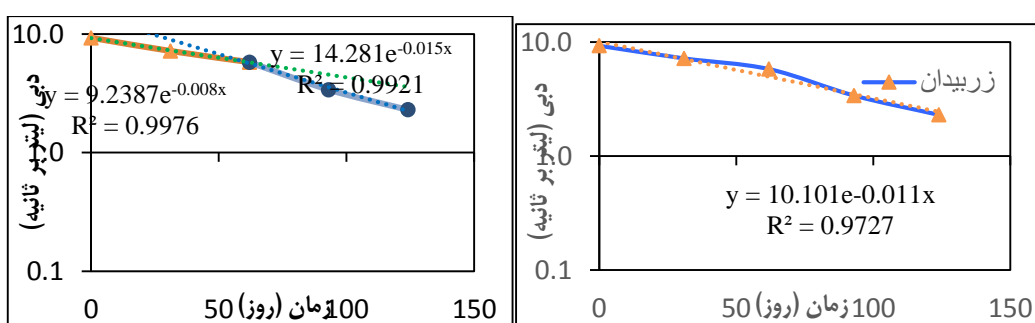 10.0
1.0
0.1
0
50
100
150
دبی (لیتر بر ثانیه)
زمان (روز)
y = 14.281e^-0.015x
R² = 0.9921
y = 9.2387e^-0.008x
R² = 0.9976
10.0
1.0
0.1
0
50
100
150
دبی (لیتر بر ثانیه)
زمان (روز)
زربیدان
y = 10.101e-0.011x
R² = 0.9727